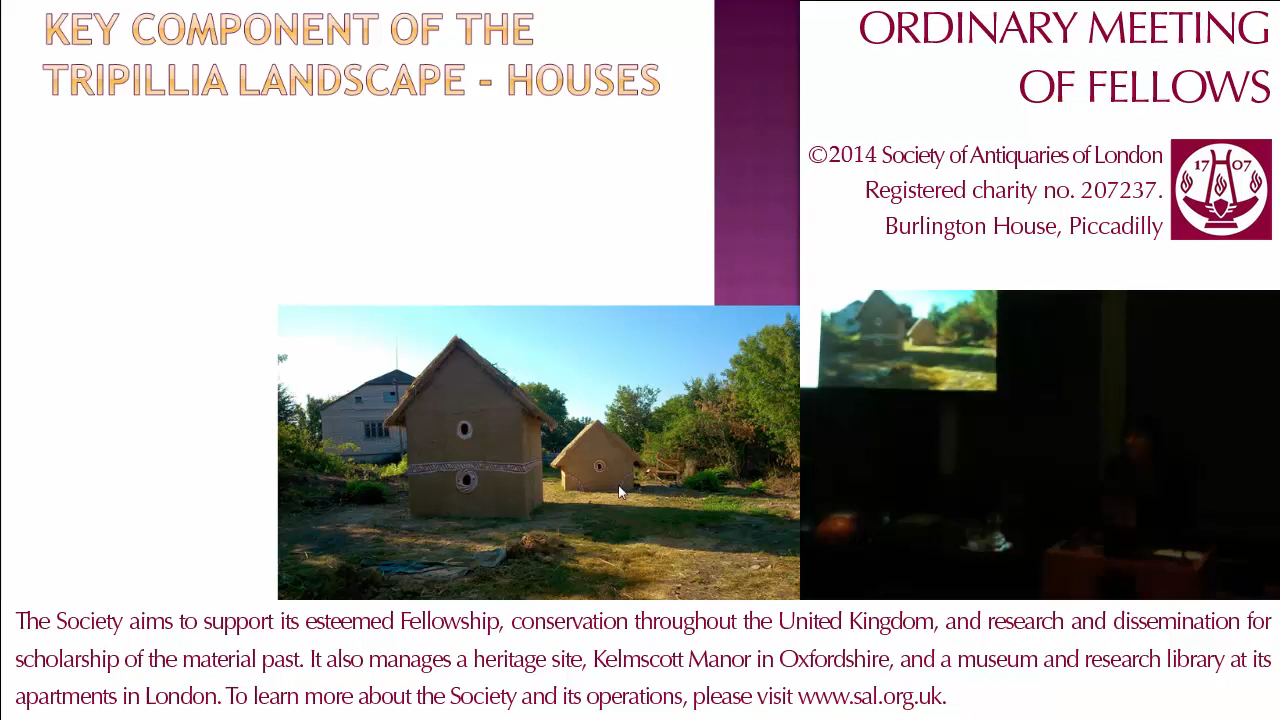 KEY COMPONENT OF THE
TRIPILLIA LANDSCAPE - HOUSES
ORDINARY MEETING
OF FELLOWS
©2014 Society of Antiquaries of London
Registered charity no. 207237.
Burlington House, Piccadilly
17 07
The Society aims to support its esteemed Fellowship, conservation throughout the United Kingdom, and research and dissemination for
scholarship of the material past. It also manages a heritage site, Kelmscott Manor in Oxfordshire, and a museum and research library at its
apartments in London. To learn more about the Society and its operations, please visit www.sal.org.uk.